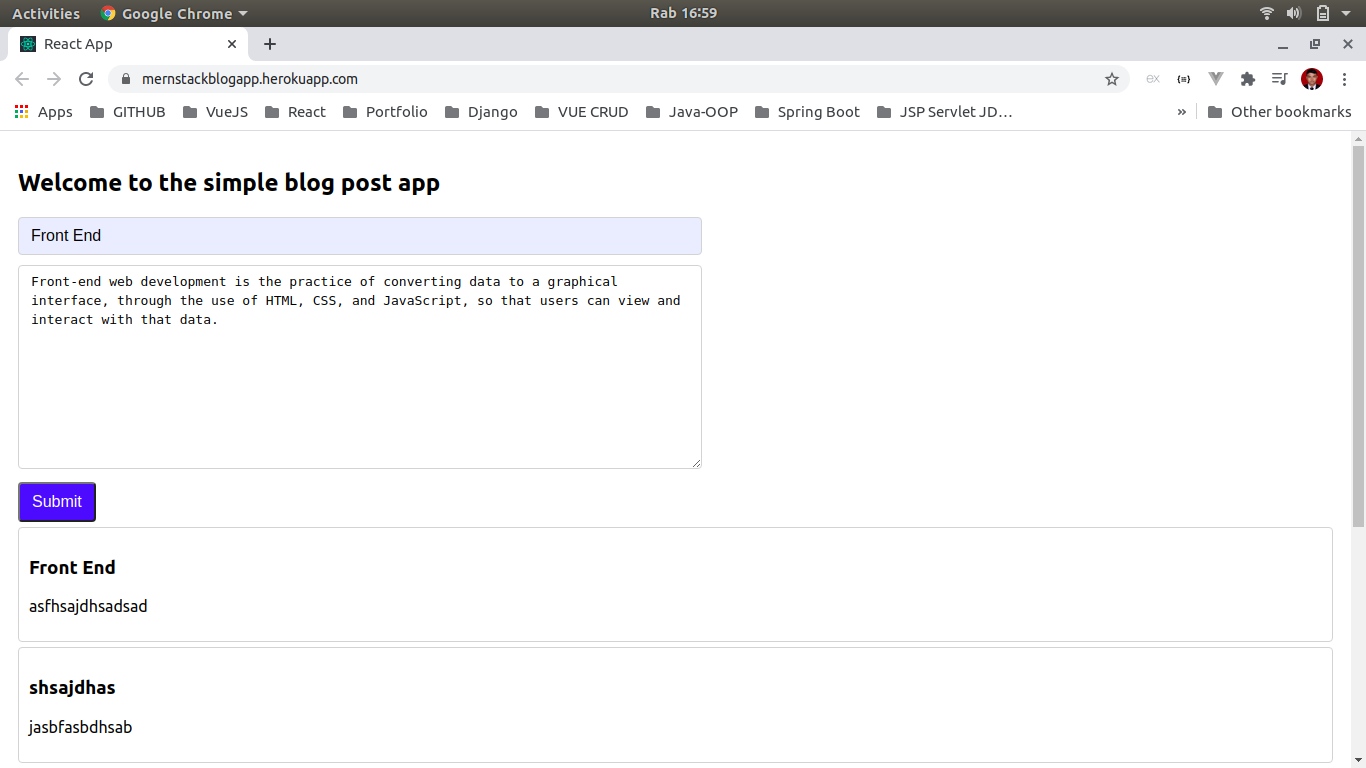 Activities Google Chrome Rab 16:59
React App
mernstackblogapp.herokuapp.com ex
Apps GITHUB VueJS React Portfolio Django VUE CRUD Java-OOP Spring Boot JSP Servlet JD… » Other bookmarks
Welcome to the simple blog post app
Front End
Front-end web development is the practice of converting data to a graphical
interface, through the use of HTML, CSS, and JavaScript, so that users can view and
interact with that data.
Submit
Front End
asfhsajdhsadsad
shsajdhas
jasbfasbdhsab